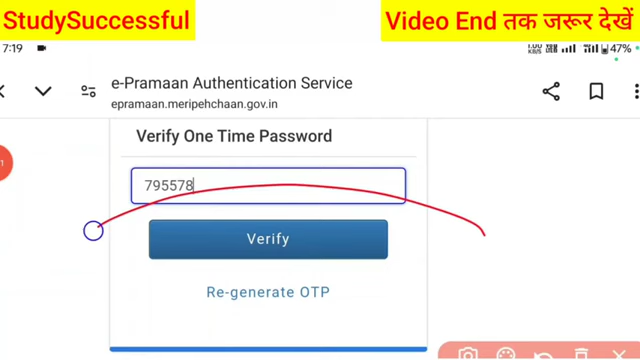 StudySuccessful
Video End तक जरूर देखें
7:19
47%
e-Pramaan Authentication Service
epramaan.meripehchaan.gov.in
Verify One Time Password
795578
Verify
Re-generate OTP